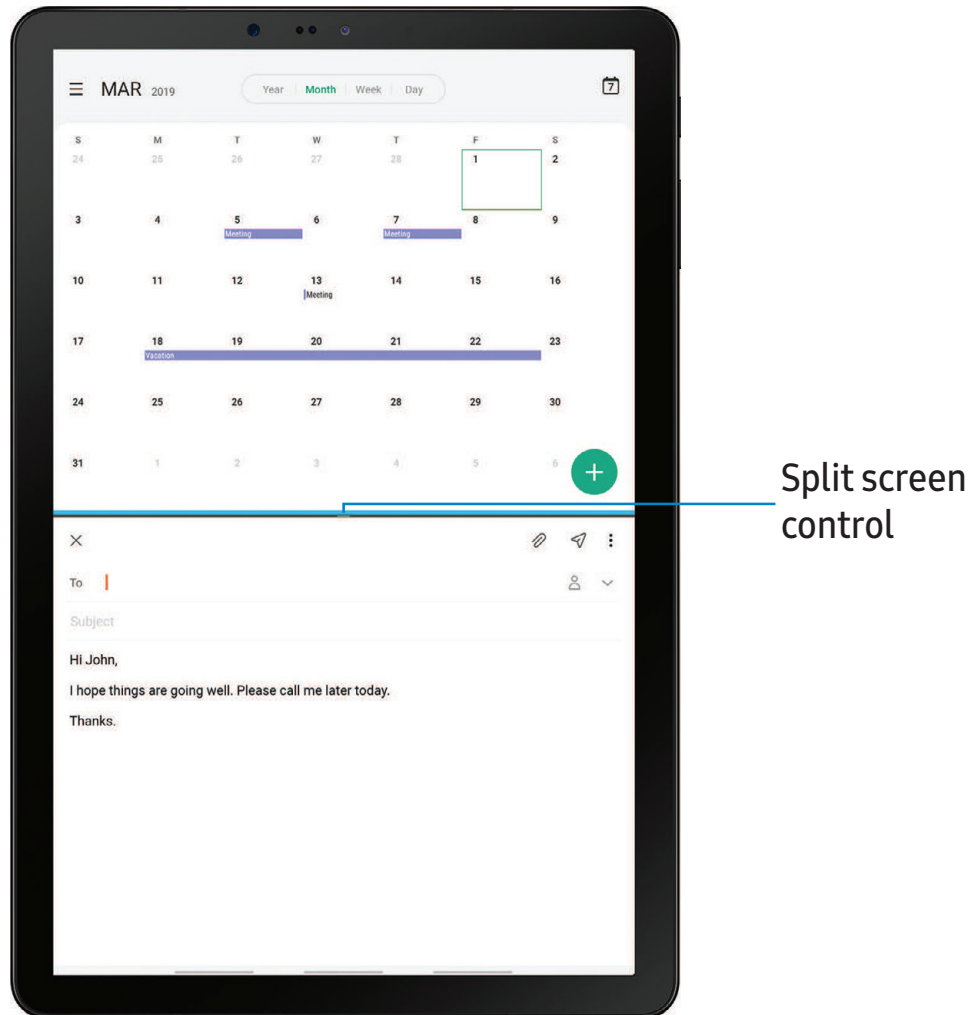 MAR 2019 Year Month Week Day 7
S M T W T F S
24 25 26 27 28 1 2
3 4 5 6 7 8 9
Meeting Meeting
10 11 12 13 14 15 16
Meeting
17 18 19 20 21 22 23
Vacation
24 25 26 27 28 29 30
31 1 2 3 4 5 6
+
Split screen
control
To
Subject
Hi John,
I hope things are going well. Please call me later today.
Thanks.